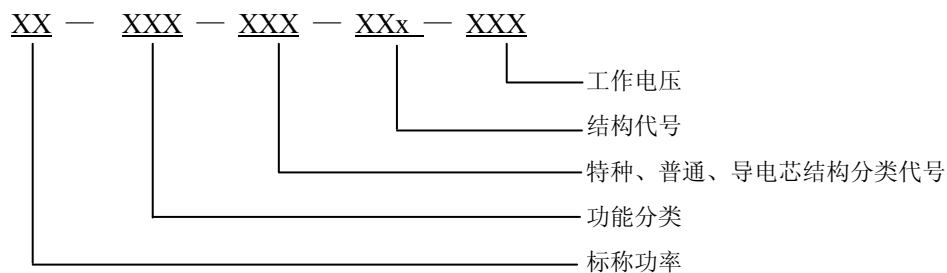 XX — XXX — XXX — XXx — XXX
工作电压
结构代号
特种、普通、导电芯结构分类代号
功能分类
标称功率